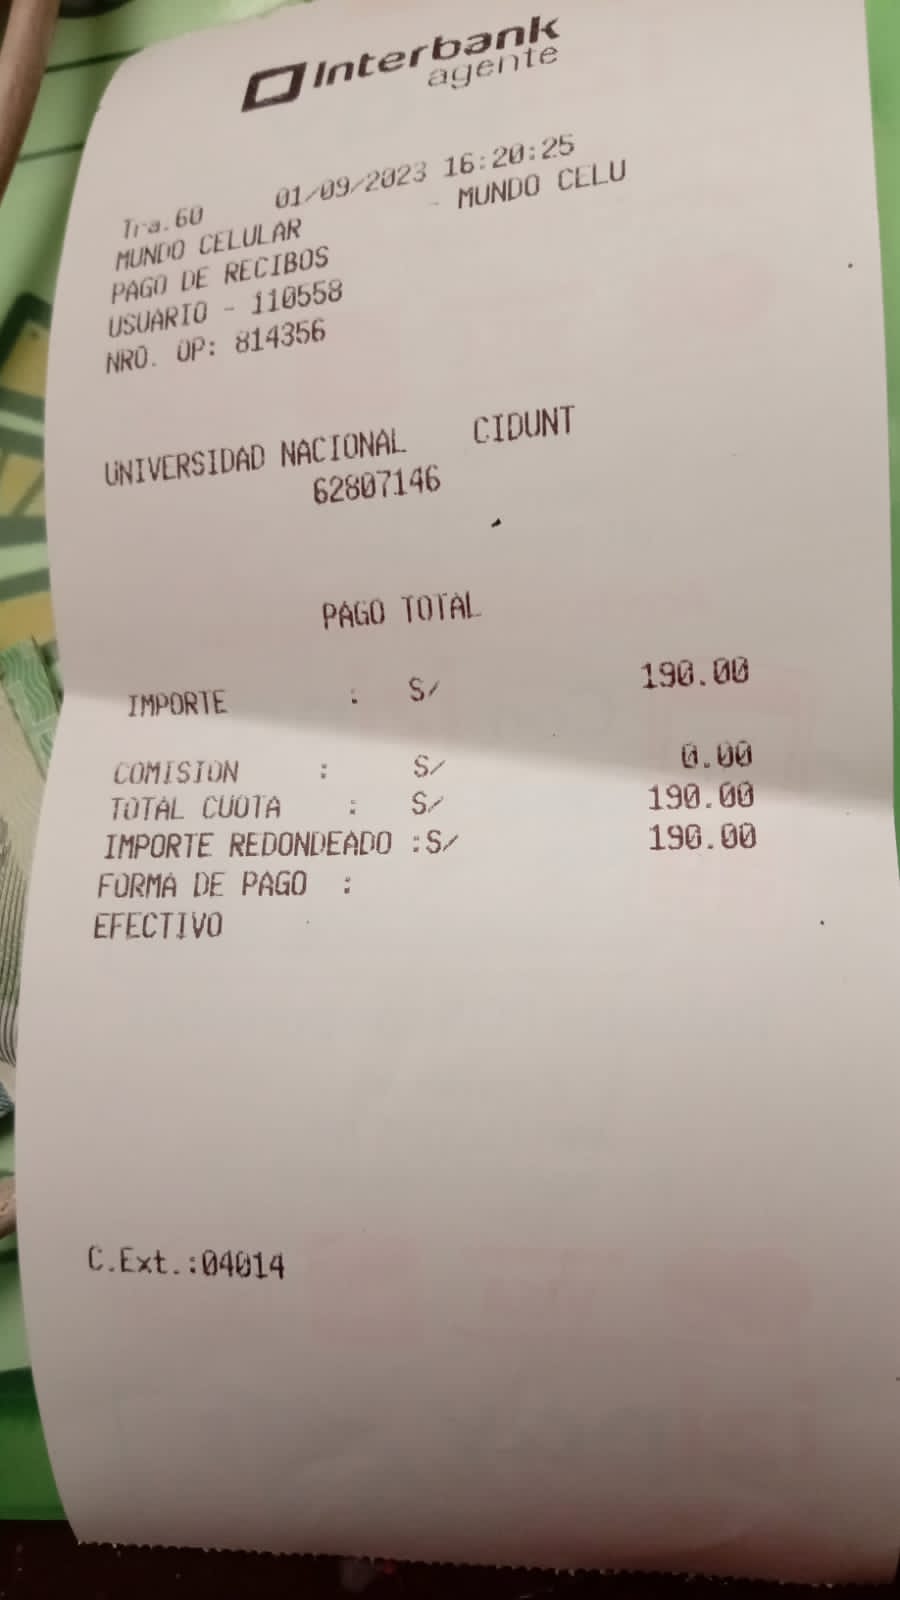 Interbank
agente
Tra.60 01/09/2023 16:20:25
MUNDO CELULAR - MUNDO CELU
PAGO DE RECIBOS
USUARIO - 110558
NRO. OP: 814356
UNIVERSIDAD NACIONAL CIDUNT
62807146
PAGO TOTAL
IMPORTE : S/ 190.00
COMISION : S/ 0.00
TOTAL CUOTA : S/ 190.00
IMPORTE REDONDEADO :S/ 190.00
FORMA DE PAGO :
EFECTIVO
C.Ext.:04014